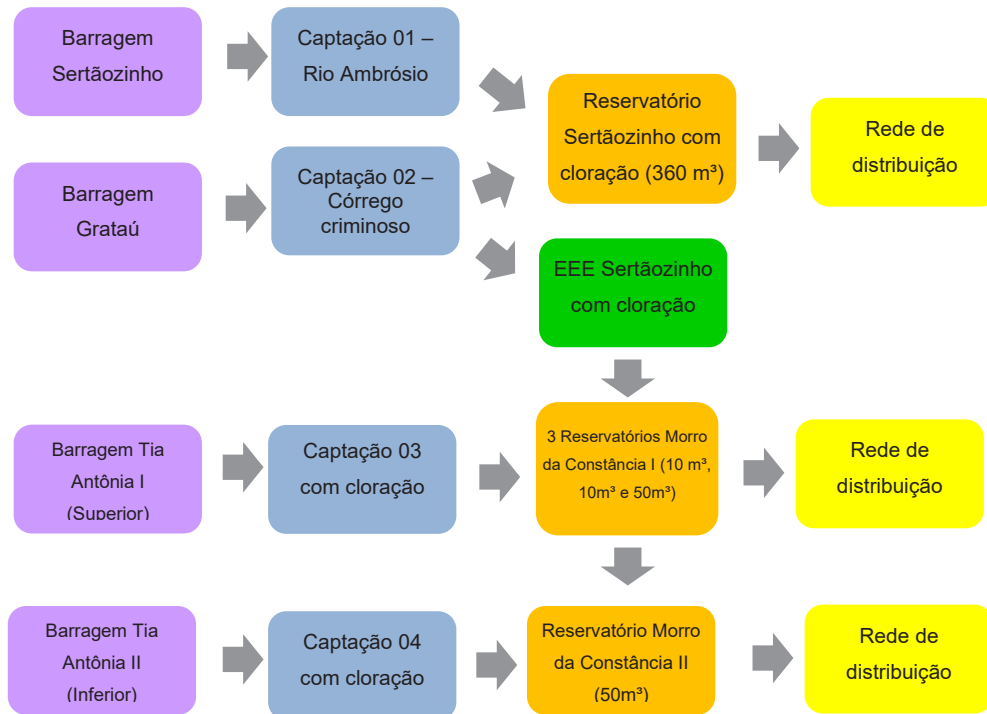 Barragem
Sertãozinho
Captação 01 –
Rio Ambrósio
Reservatório
Sertãozinho com
cloração (360 m³)
Rede de
distribuição
Barragem
Grataú
Captação 02 –
Córrego
criminoso
EEE Sertãozinho
com cloração
Barragem Tia
Antônia I
(Superior)
Captação 03
com cloração
3 Reservatórios Morro
da Constância I (10 m³,
10m³ e 50m³)
Rede de
distribuição
Barragem Tia
Antônia II
(Inferior)
Captação 04
com cloração
Reservatório Morro
da Constância II
(50m³)
Rede de
distribuição